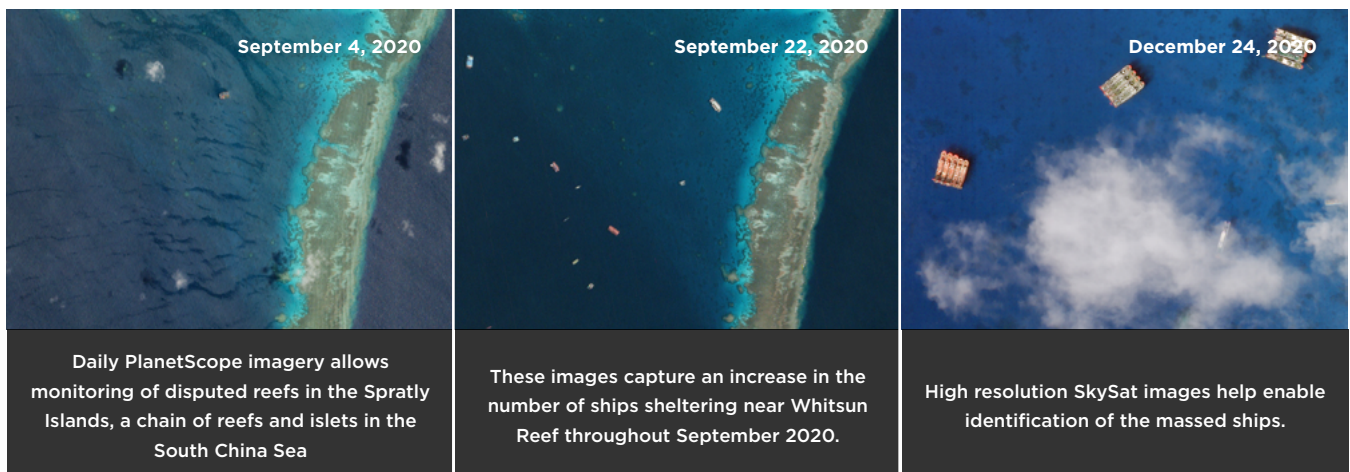 September 4, 2020
September 22, 2020
December 24, 2020
Daily PlanetScope imagery allows
monitoring of disputed reefs in the Spratly
Islands, a chain of reefs and islets in the
South China Sea
These images capture an increase in the
number of ships sheltering near Whitsun
Reef throughout September 2020.
High resolution SkySat images help enable
identification of the massed ships.